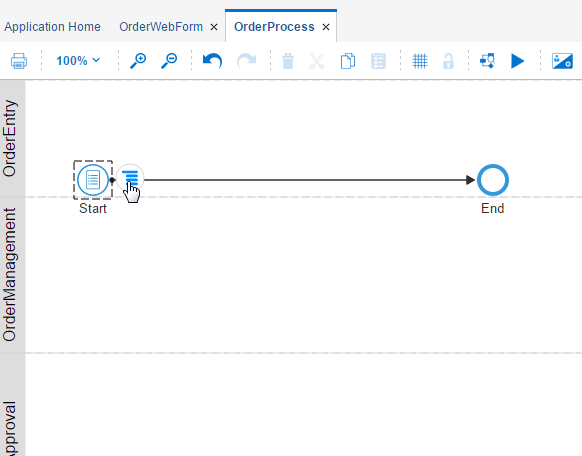 Application Home
OrderWebForm
OrderProcess
100%
OrderEntry
Start
End
OrderManagement
Approval